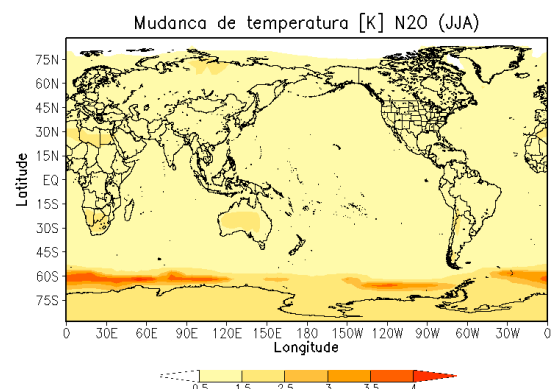 Mudanca de temperatura [K] N2O (JJA)
75N
60N
45N
30N
15N
EQ
15S
30S
45S
60S
75S
Latitude
0 30E 60E 90E 120E 150E 180 150W 120W 90W 60W 30W 0
Longitude
0.5 1.5 2.5 3 3.5 4